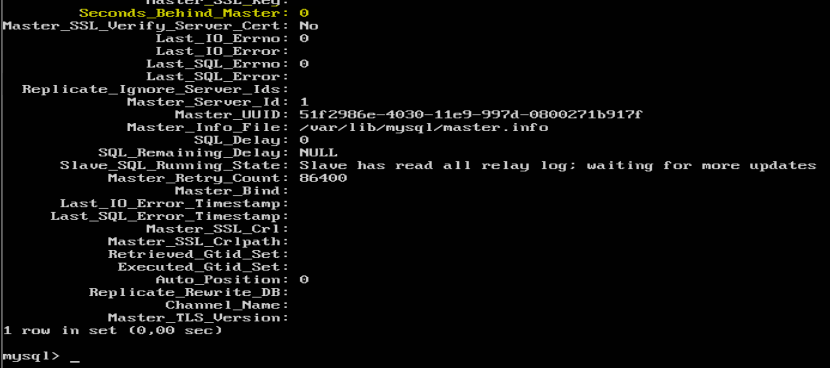 Master_SSL_Key:
Seconds_Behind_Master: 0
Master_SSL_Verify_Server_Cert: No
Last_IO_Errno: 0
Last_IO_Error:
Last_SQL_Errno: 0
Last_SQL_Error:
Replicate_Ignore_Server_Ids:
Master_Server_Id: 1
Master_UUID: 51f2986e-4030-11e9-997d-0800271b917f
Master_Info_File: /var/lib/mysql/master.info
SQL_Delay: 0
SQL_Remaining_Delay: NULL
Slave_SQL_Running_State: Slave has read all relay log; waiting for more updates
Master_Retry_Count: 86400
Master_Bind:
Last_IO_Error_Timestamp:
Last_SQL_Error_Timestamp:
Master_SSL_Crl:
Master_SSL_Crlpath:
Retrieved_Gtid_Set:
Executed_Gtid_Set:
Auto_Position: 0
Replicate_Rewrite_DB:
Channel_Name:
Master_TLS_Version:
1 row in set (0,00 sec)
mysql> _